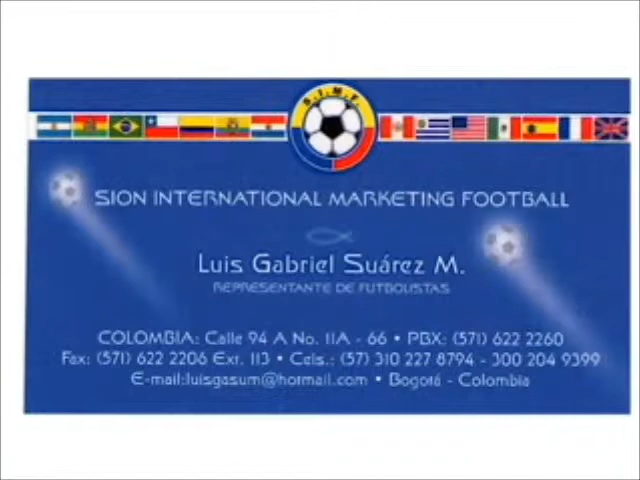 S.I.M.F.
SION INTERNATIONAL MARKETING FOOTBALL
Luis Gabriel Suárez M.
REPRESENTANTE DE FUTBOLISTAS
COLOMBIA: Calle 94 A No. 11A - 66 • PBX: (571) 622 2260
Fax: (571) 622 2206 Ext. 113 • Cels.: (57) 310 227 8794 - 300 204 9399
E-mail:luisgasum@hotmail.com • Bogotá - Colombia